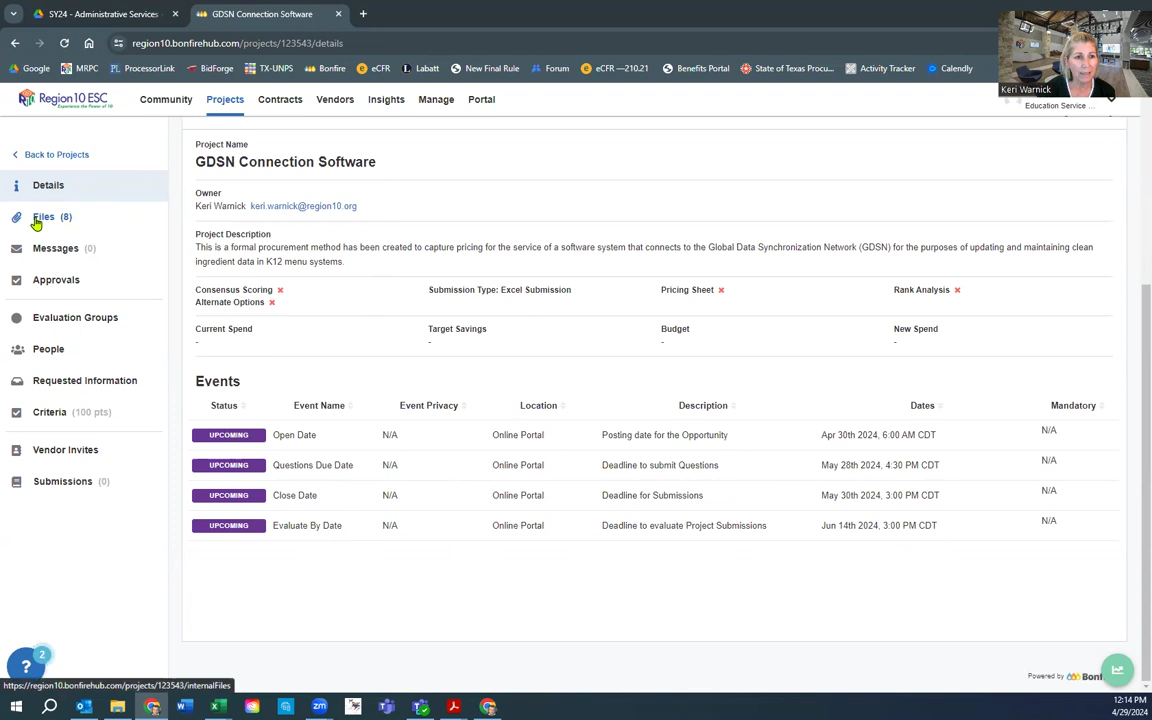 SY24 - Administrative Services
GDSN Connection Software
region10.bonfirehub.com/projects/123543/details
Google
MRPC
ProcessorLink
BidForge
TX-UNPS
Bonfire
eCFR
Labatt
New Final Rule
Forum
eCFR —210.21
Benefits Portal
State of Texas Procu...
Activity Tracker
Calendly
Keri Warnick
Region10 ESC
Community
Projects
Contracts
Vendors
Insights
Manage
Portal
Education Service ...
Back to Projects
Details
Files (8)
Messages (0)
Approvals
Evaluation Groups
People
Requested Information
Criteria (100 pts)
Vendor Invites
Submissions (0)
Project Name
GDSN Connection Software
Owner
Keri Warnick keri.warnick@region10.org
Project Description
This is a formal procurement method has been created to capture pricing for the service of a software system that connects to the Global Data Synchronization Network (GDSN) for the purposes of updating and maintaining clean
ingredient data in K12 menu systems.
Consensus Scoring Submission Type: Excel Submission Pricing Sheet Rank Analysis
Alternate Options
Current Spend Target Savings Budget New Spend
- - - -
Events
Status Event Name Event Privacy Location Description Dates Mandatory
UPCOMING Open Date N/A Online Portal Posting date for the Opportunity Apr 30th 2024, 6:00 AM CDT N/A
UPCOMING Questions Due Date N/A Online Portal Deadline to submit Questions May 28th 2024, 4:30 PM CDT N/A
UPCOMING Close Date N/A Online Portal Deadline for Submissions May 30th 2024, 3:00 PM CDT N/A
UPCOMING Evaluate By Date N/A Online Portal Deadline to evaluate Project Submissions Jun 14th 2024, 3:00 PM CDT N/A
2
?
Powered by Bonf
https://region10.bonfirehub.com/projects/123543/internalFiles
12:14 PM
4/29/2024